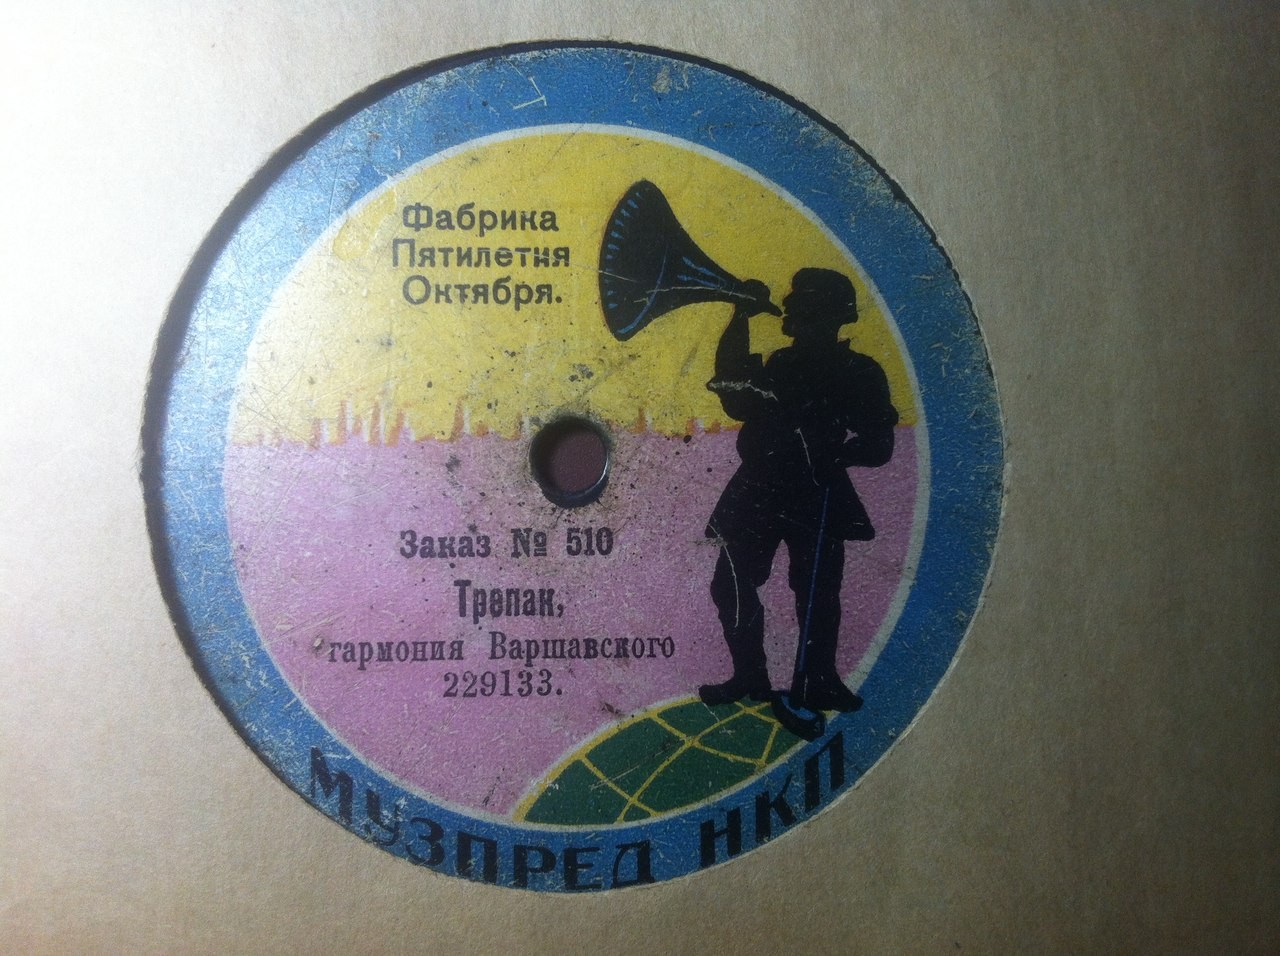 Фабрика
Пятилетия
Октября.
Заказ № 510
Трепак,
гармония Варшавского
229133.
МУЗПРЕД НКП